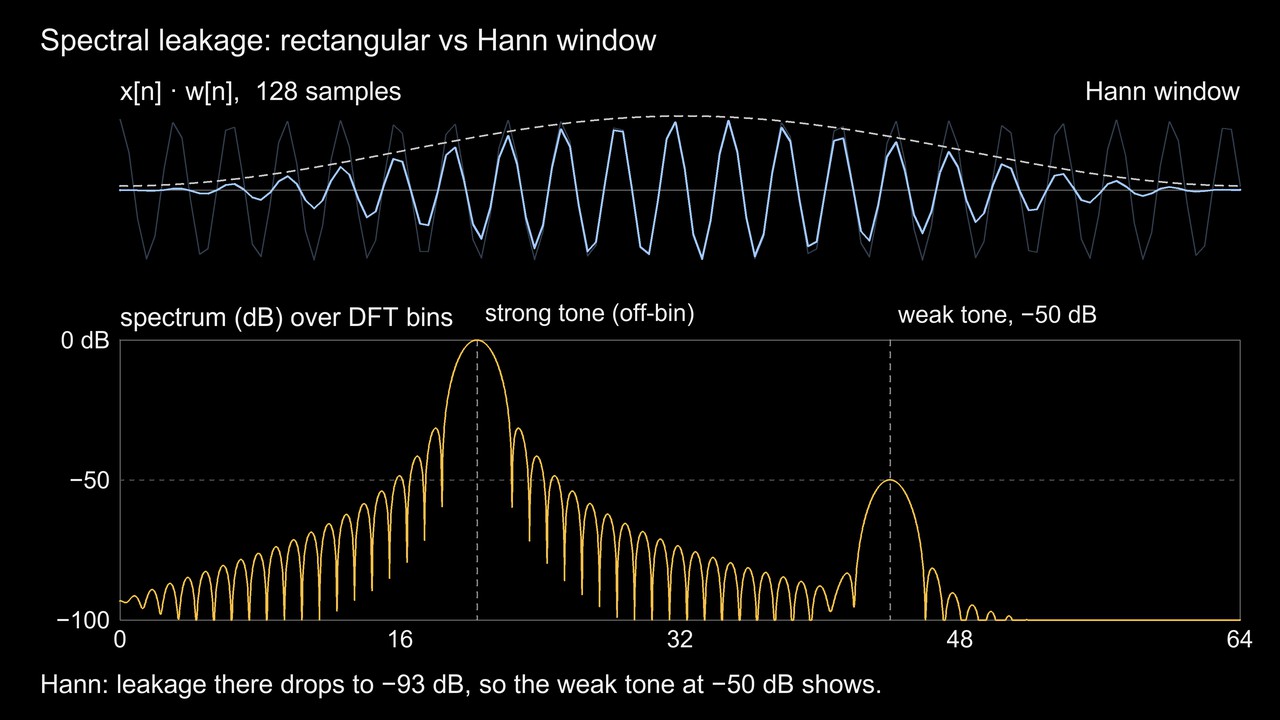 Spectral leakage: rectangular vs Hann window
x[n] · w[n], 128 samples
Hann window
spectrum (dB) over DFT bins
strong tone (off-bin)
weak tone, −50 dB
0 dB
−50
−100
0
16
32
48
64
Hann: leakage there drops to −93 dB, so the weak tone at −50 dB shows.